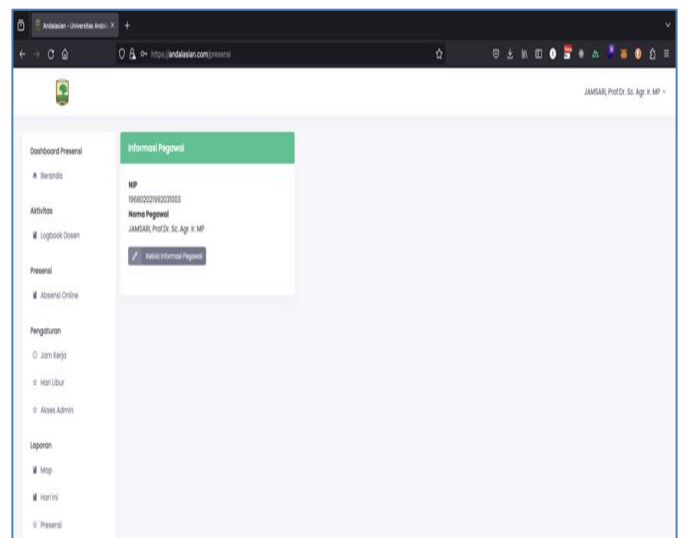 Andalasian - Universitas Andal
https://andalasian.com/presensi
JAMSARI, Prof.Dr. Sc. Agr. Ir. MP
Dashboard Presensi
Beranda
Aktivitas
Logbook Dosen
Presensi
Absensi Online
Pengaturan
Jam Kerja
Hari Libur
Akses Admin
Laporan
Map
Hari Ini
Presensi
Informasi Pegawai
NIP
196802021992031003
Nama Pegawai
JAMSARI, Prof.Dr. Sc. Agr. Ir. MP
Kelola Informasi Pegawai